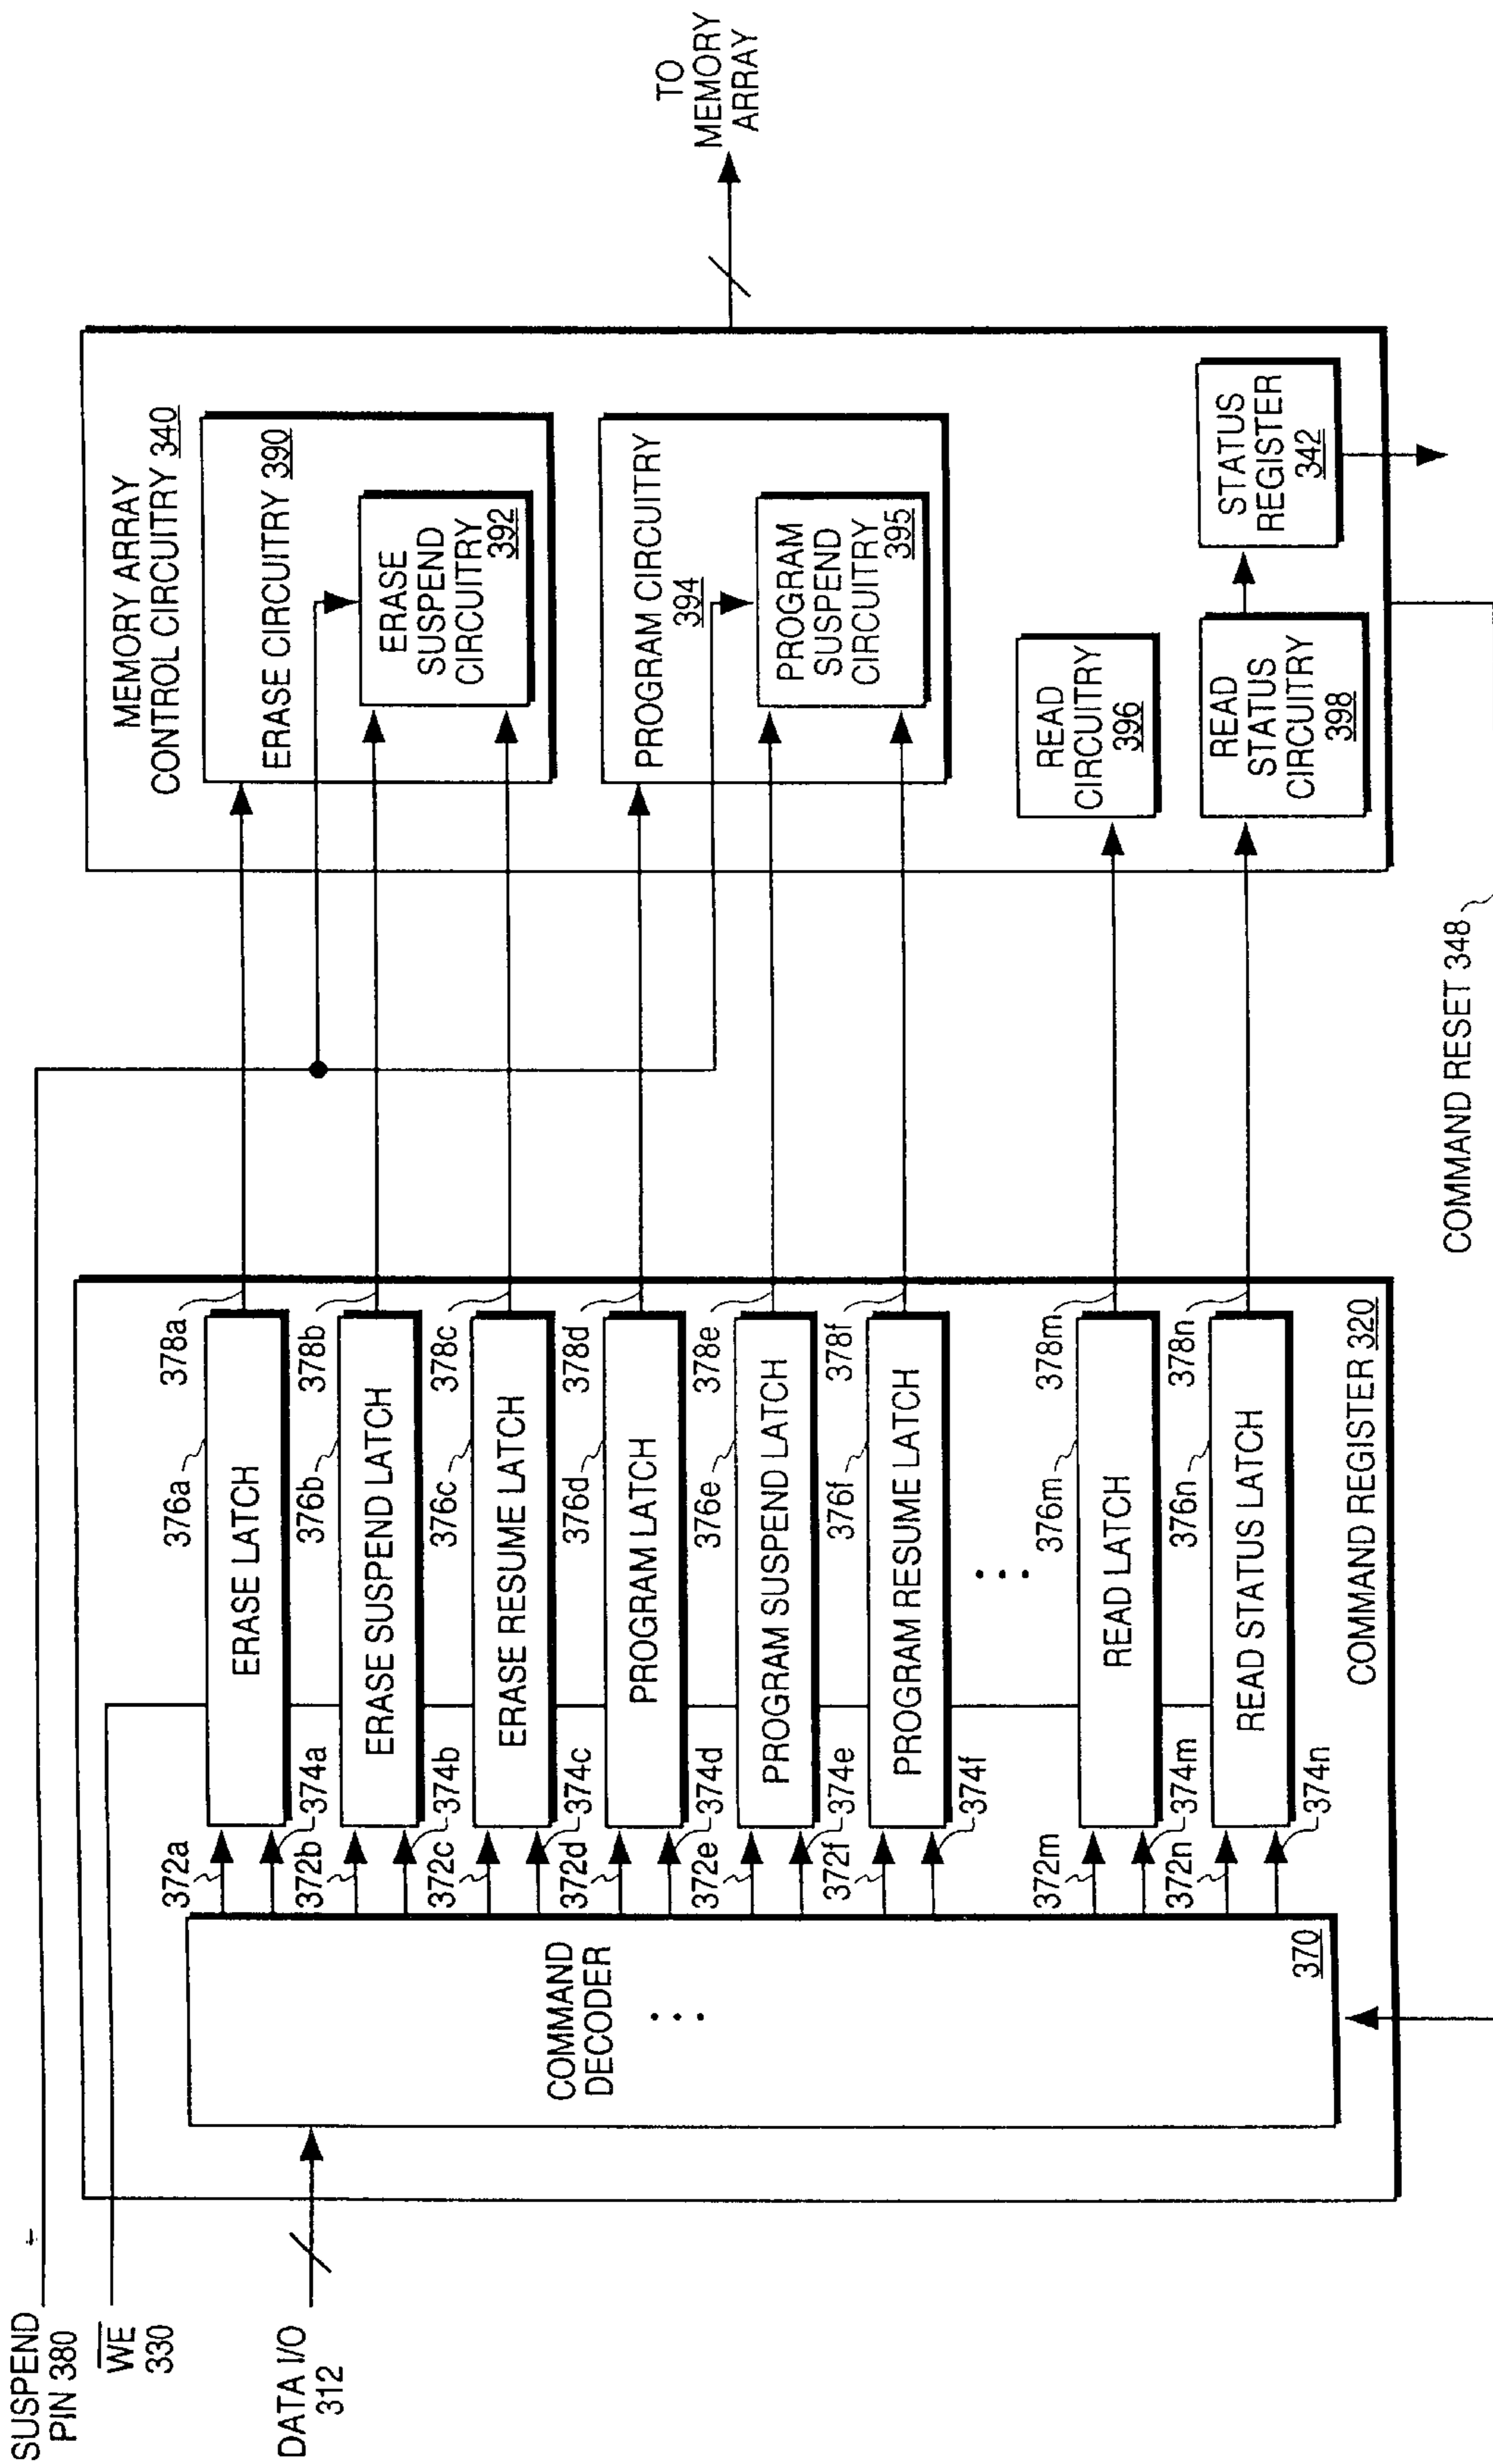 SUSPEND
PIN 380
WE
330
DATA I/O
312
COMMAND
DECODER
...
370
372a
374a
372b
374b
372c
374c
372d
374d
372e
374e
372f
374f
372m
374m
372n
374n
ERASE LATCH
376a
378a
ERASE SUSPEND LATCH
376b
378b
ERASE RESUME LATCH
376c
378c
PROGRAM LATCH
376d
378d
PROGRAM SUSPEND LATCH
376e
378e
PROGRAM RESUME LATCH
376f
378f
...
READ LATCH
376m
378m
READ STATUS LATCH
376n
378n
COMMAND REGISTER 320
COMMAND RESET 348
MEMORY ARRAY
CONTROL CIRCUITRY 340
ERASE CIRCUITRY 390
ERASE
SUSPEND
CIRCUITRY
392
PROGRAM CIRCUITRY
394
PROGRAM
SUSPEND
CIRCUITRY
395
READ
CIRCUITRY
396
READ
STATUS
CIRCUITRY
398
STATUS
REGISTER
342
TO
MEMORY
ARRAY